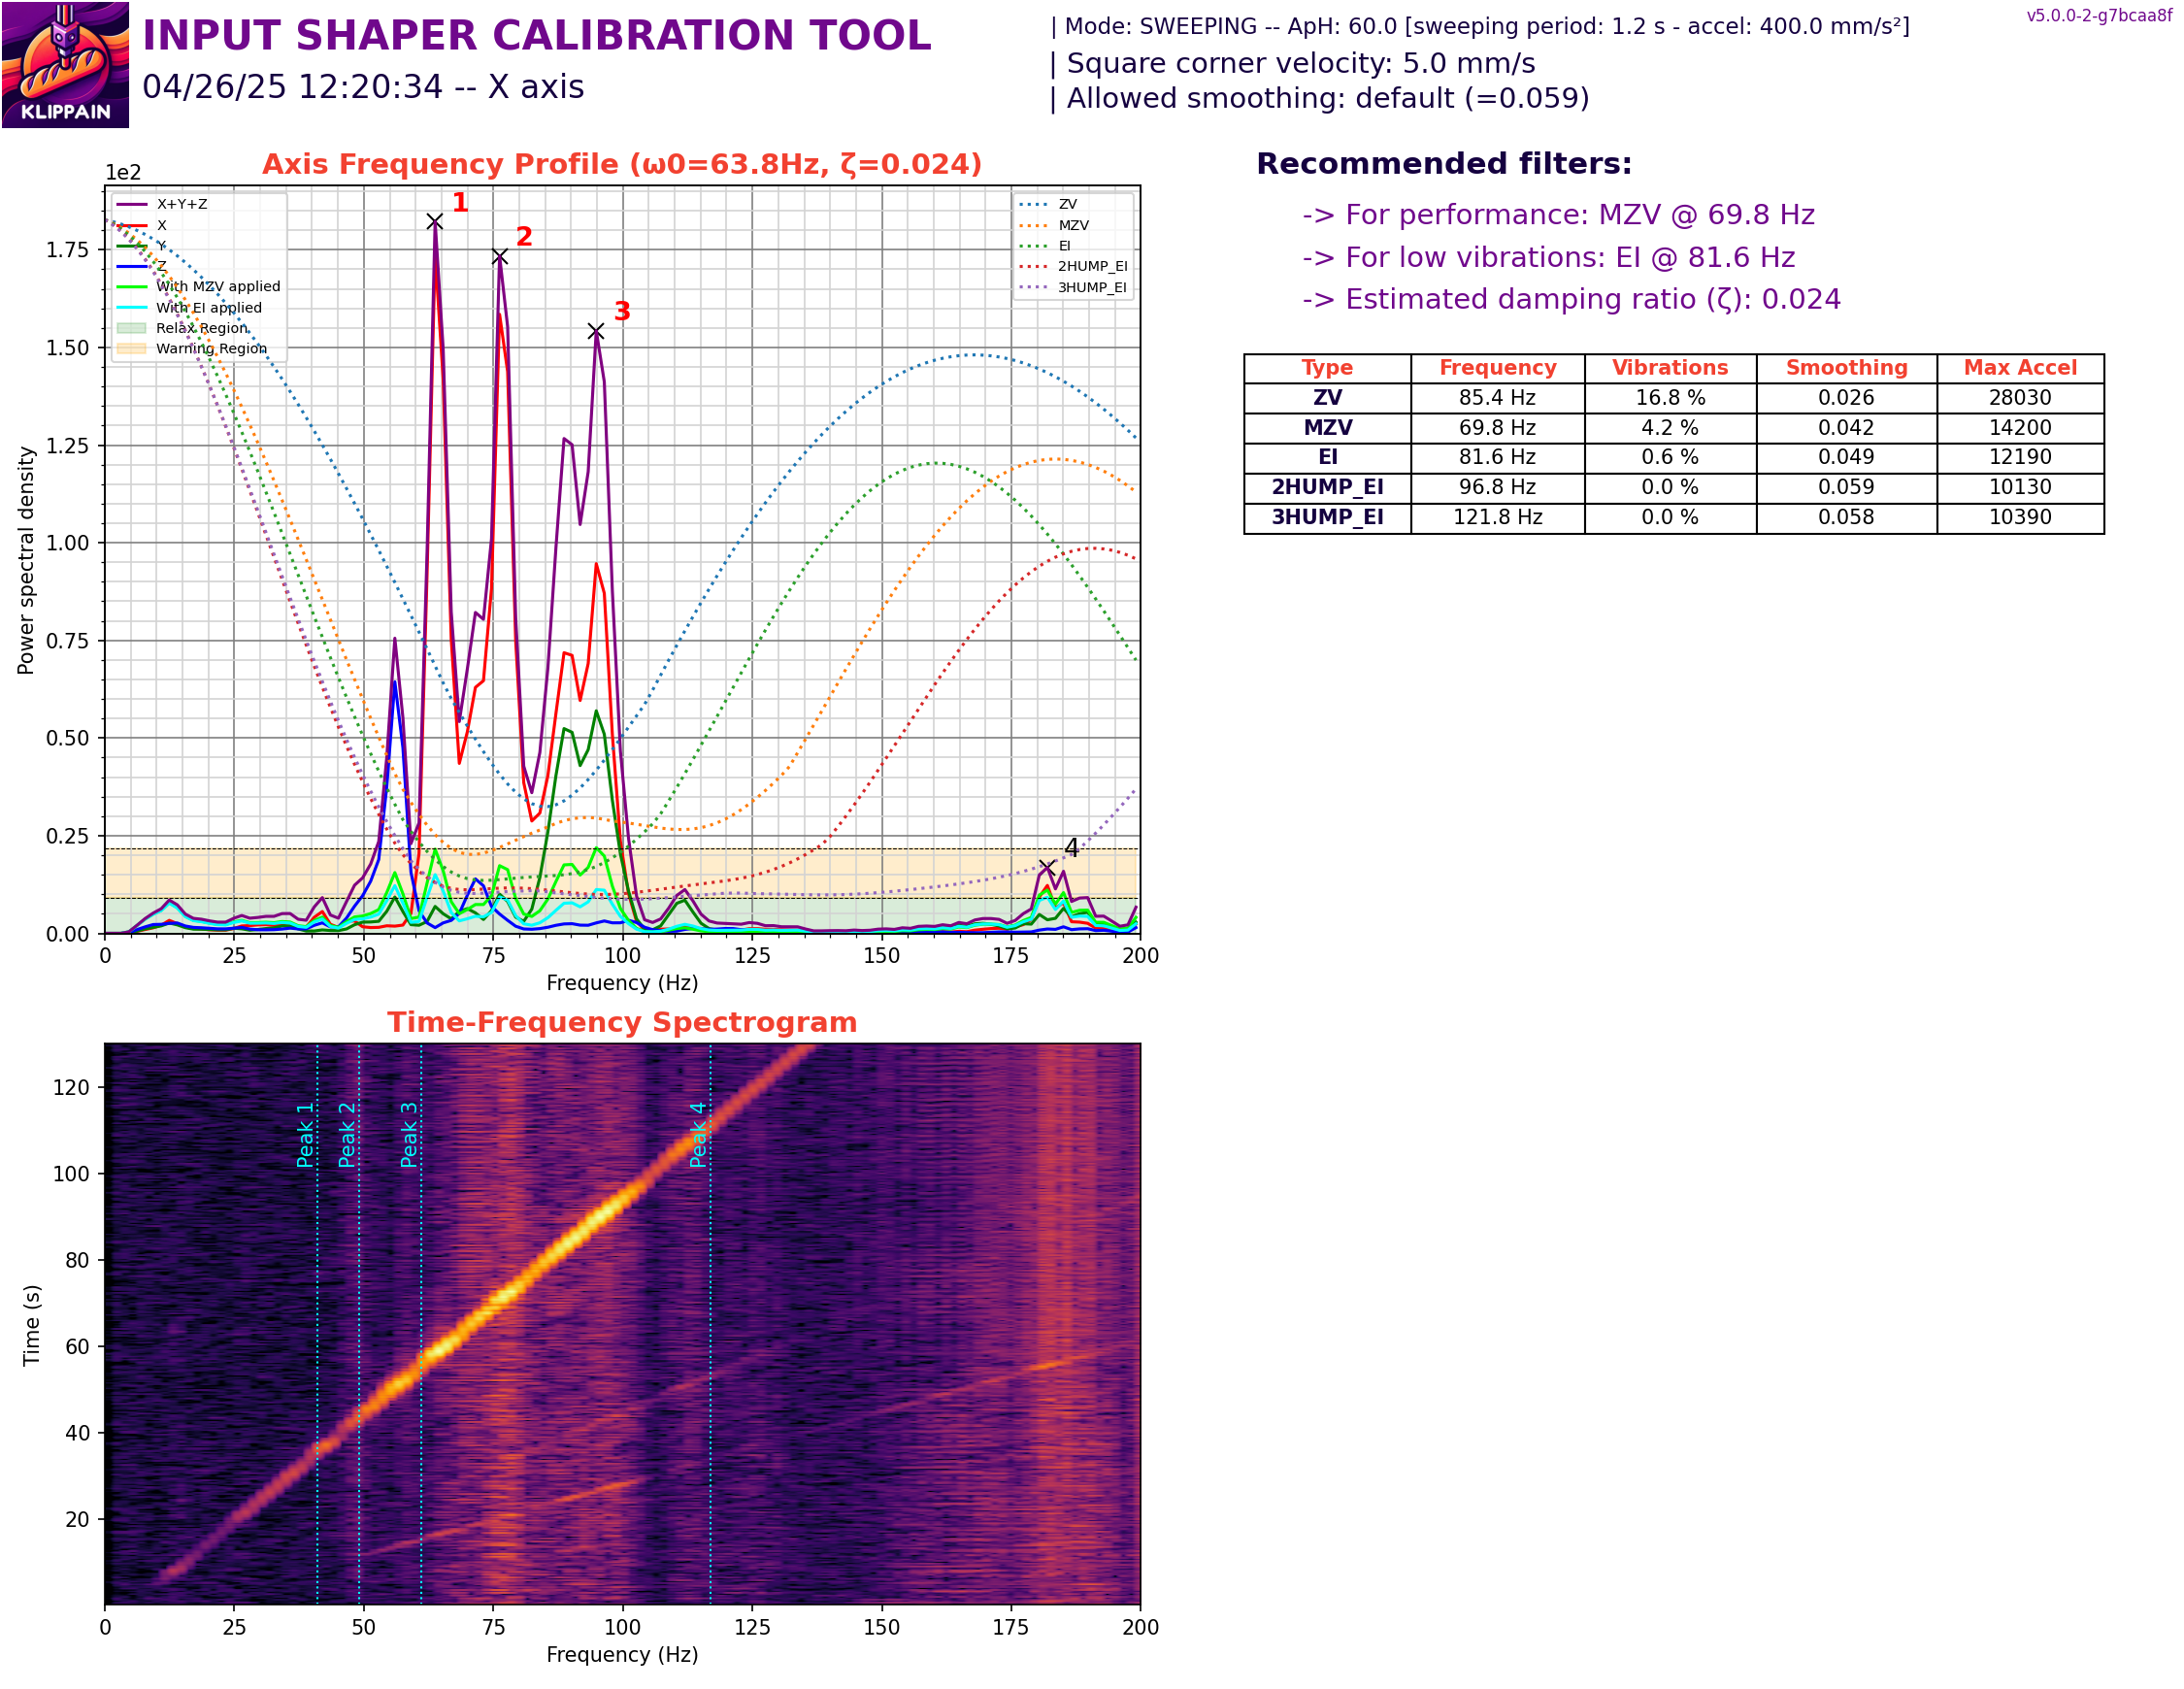 KLIPPAIN
INPUT SHAPER CALIBRATION TOOL
04/26/25 12:20:34 -- X axis
| Mode: SWEEPING -- ApH: 60.0 [sweeping period: 1.2 s - accel: 400.0 mm/s²]
| Square corner velocity: 5.0 mm/s
| Allowed smoothing: default (=0.059)
v5.0.0-2-g7bcaa8f
Axis Frequency Profile (ω0=63.8Hz, ζ=0.024)
1e2
X+Y+Z
X
Y
Z
With MZV applied
With EI applied
Relax Region
Warning Region
ZV
MZV
EI
2HUMP_EI
3HUMP_EI
1
2
3
4
1.75
1.50
1.25
1.00
0.75
0.50
0.25
0.00
Power spectral density
0 25 50 75 100 125 150 175 200
Frequency (Hz)
Recommended filters:
-> For performance: MZV @ 69.8 Hz
-> For low vibrations: EI @ 81.6 Hz
-> Estimated damping ratio (ζ): 0.024
Type Frequency Vibrations Smoothing Max Accel
ZV 85.4 Hz 16.8 % 0.026 28030
MZV 69.8 Hz 4.2 % 0.042 14200
EI 81.6 Hz 0.6 % 0.049 12190
2HUMP_EI 96.8 Hz 0.0 % 0.059 10130
3HUMP_EI 121.8 Hz 0.0 % 0.058 10390
Time-Frequency Spectrogram
Peak 1
Peak 2
Peak 3
Peak 4
120
100
80
60
40
20
Time (s)
0 25 50 75 100 125 150 175 200
Frequency (Hz)